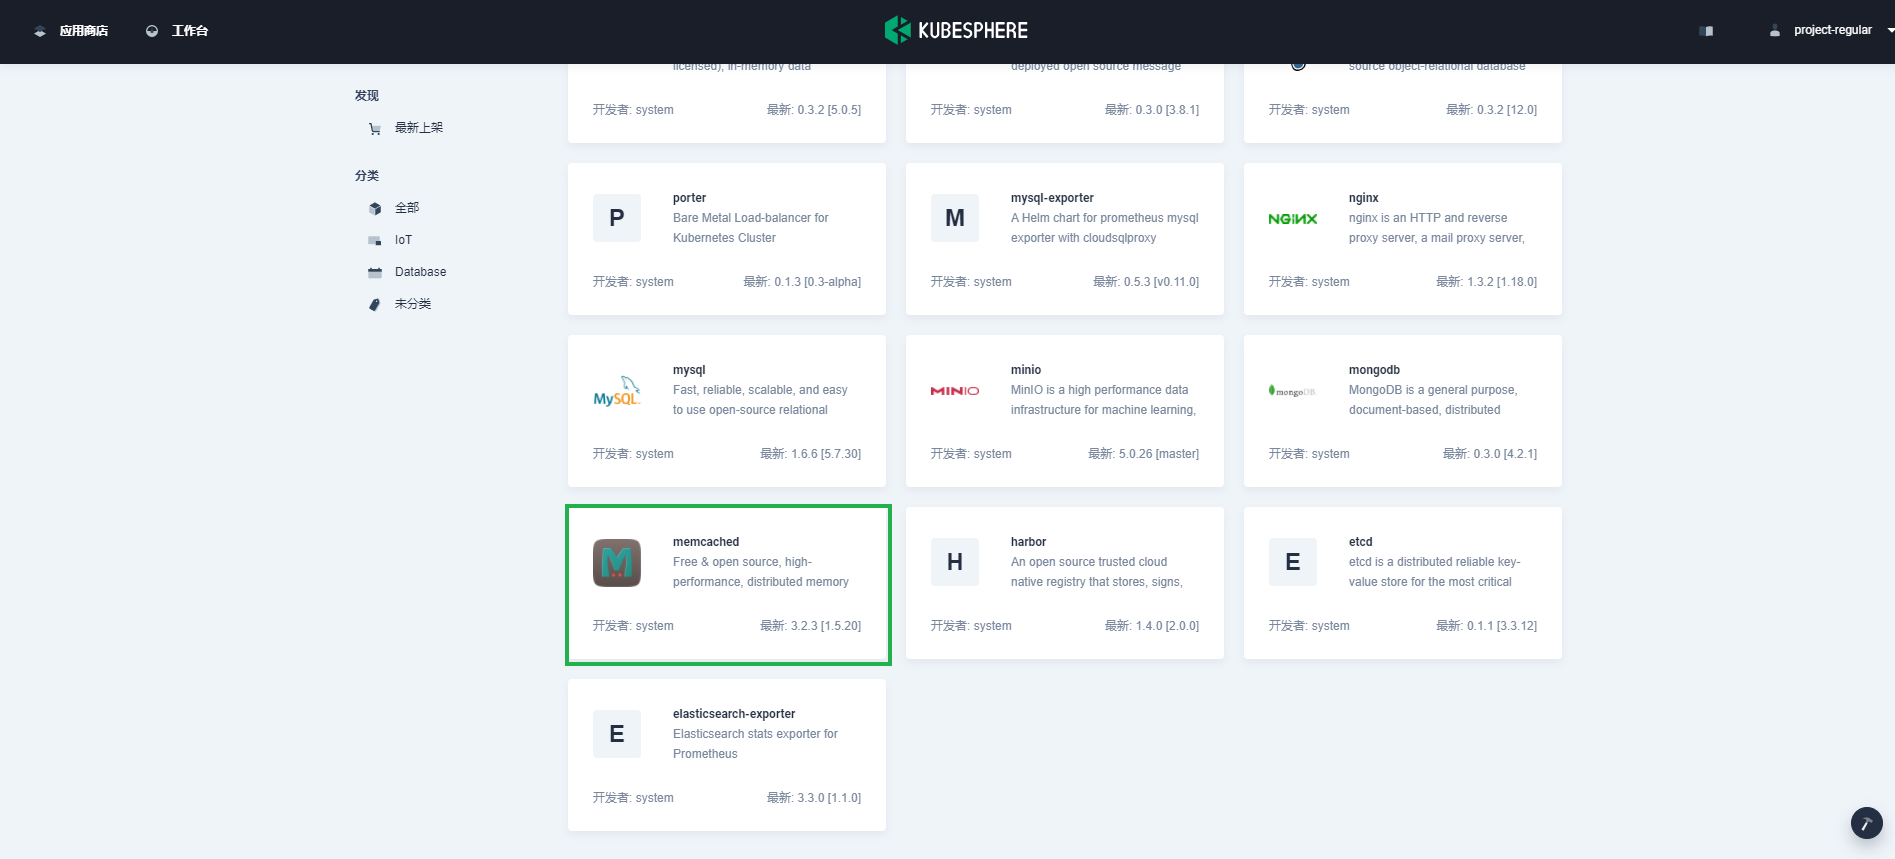 应用商店
工作台
KUBESPHERE
project-regular
发现
最新上架
分类
全部
IoT
Database
未分类
licensed), in-memory data
开发者: system
最新: 0.3.2 [5.0.5]
deployed open source message
开发者: system
最新: 0.3.0 [3.8.1]
source object-relational database
开发者: system
最新: 0.3.2 [12.0]
P
porter
Bare Metal Load-balancer for
Kubernetes Cluster
开发者: system
最新: 0.1.3 [0.3-alpha]
M
mysql-exporter
A Helm chart for prometheus mysql
exporter with cloudsqlproxy
开发者: system
最新: 0.5.3 [v0.11.0]
NGINX
nginx
nginx is an HTTP and reverse
proxy server, a mail proxy server,
开发者: system
最新: 1.3.2 [1.18.0]
MySQL
mysql
Fast, reliable, scalable, and easy
to use open-source relational
开发者: system
最新: 1.6.6 [5.7.30]
MINIO
minio
MinIO is a high performance data
infrastructure for machine learning,
开发者: system
最新: 5.0.26 [master]
mongoDB.
mongodb
MongoDB is a general purpose,
document-based, distributed
开发者: system
最新: 0.3.0 [4.2.1]
M
memcached
Free & open source, high-
performance, distributed memory
开发者: system
最新: 3.2.3 [1.5.20]
H
harbor
An open source trusted cloud
native registry that stores, signs,
开发者: system
最新: 1.4.0 [2.0.0]
E
etcd
etcd is a distributed reliable key-
value store for the most critical
开发者: system
最新: 0.1.1 [3.3.12]
E
elasticsearch-exporter
Elasticsearch stats exporter for
Prometheus
开发者: system
最新: 3.3.0 [1.1.0]